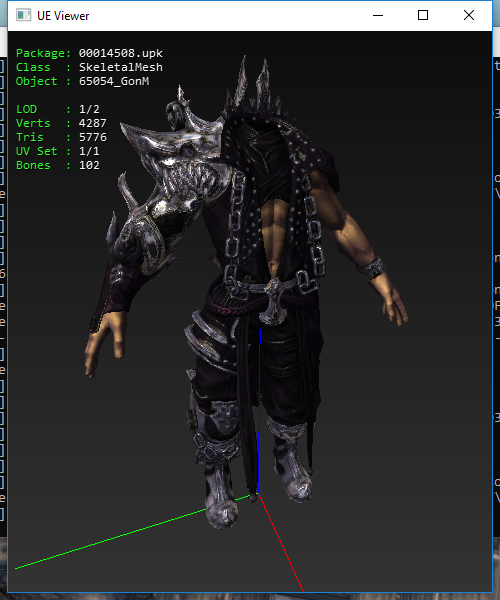 UE Viewer
Package: 00014508.upk
Class : SkeletalMesh
Object : 65054_GonM
LOD : 1/2
Verts : 4287
Tris : 5776
UV Set : 1/1
Bones : 102